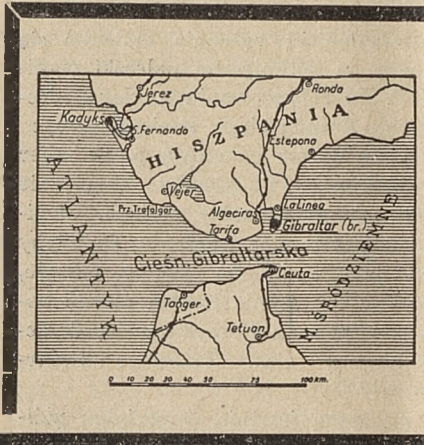 Jerez
Ronda
Kadyks
S. Fernando
HISZPANIA
Estepona
Vejer
Prz. Trafalgar
Algeciras
La Linea
Gibraltar (br.)
Tarifa
ATLANTYK
Cieśn. Gibraltarska
M. ŚRÓDZIEMNE
Ceuta
Tanger
Tetuan
0 10 20 30 40 50 75 100 km.